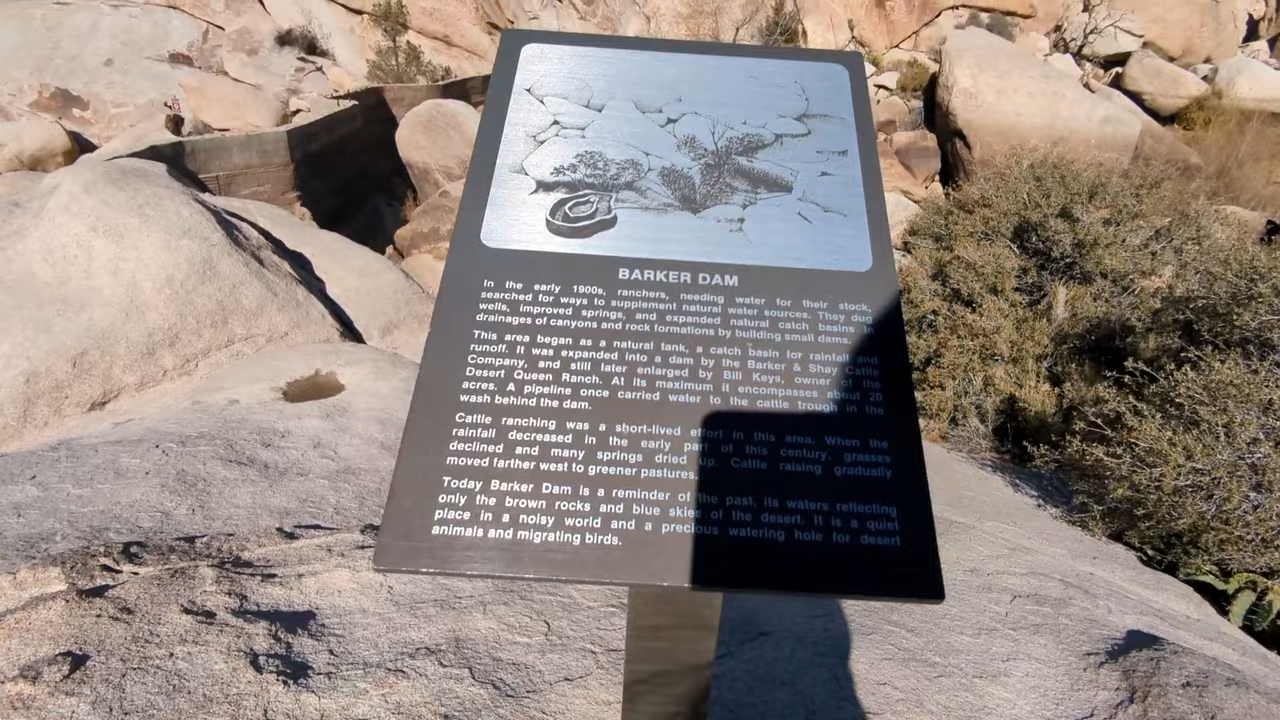 BARKER DAM
In the early 1900s, ranchers, needing water for their stock,
searched for ways to supplement natural water sources. They dug
wells, improved springs, and expanded natural catch basins in
drainages of canyons and rock formations by building small dams.
This area began as a natural tank, a catch basin for rainfall and
runoff. It was expanded into a dam by the Barker & Shay Cattle
Company, and still later enlarged by Bill Keys, owner of the
Desert Queen Ranch. At its maximum it encompasses about 20
acres. A pipeline once carried water to the cattle trough in the
wash behind the dam.
Cattle ranching was a short-lived effort in this area. When the
rainfall decreased in the early part of this century, grasses
declined and many springs dried up. Cattle raising gradually
moved farther west to greener pastures.
Today Barker Dam is a reminder of the past, its waters reflecting
only the brown rocks and blue skies of the desert. It is a quiet
place in a noisy world and a precious watering hole for desert
animals and migrating birds.